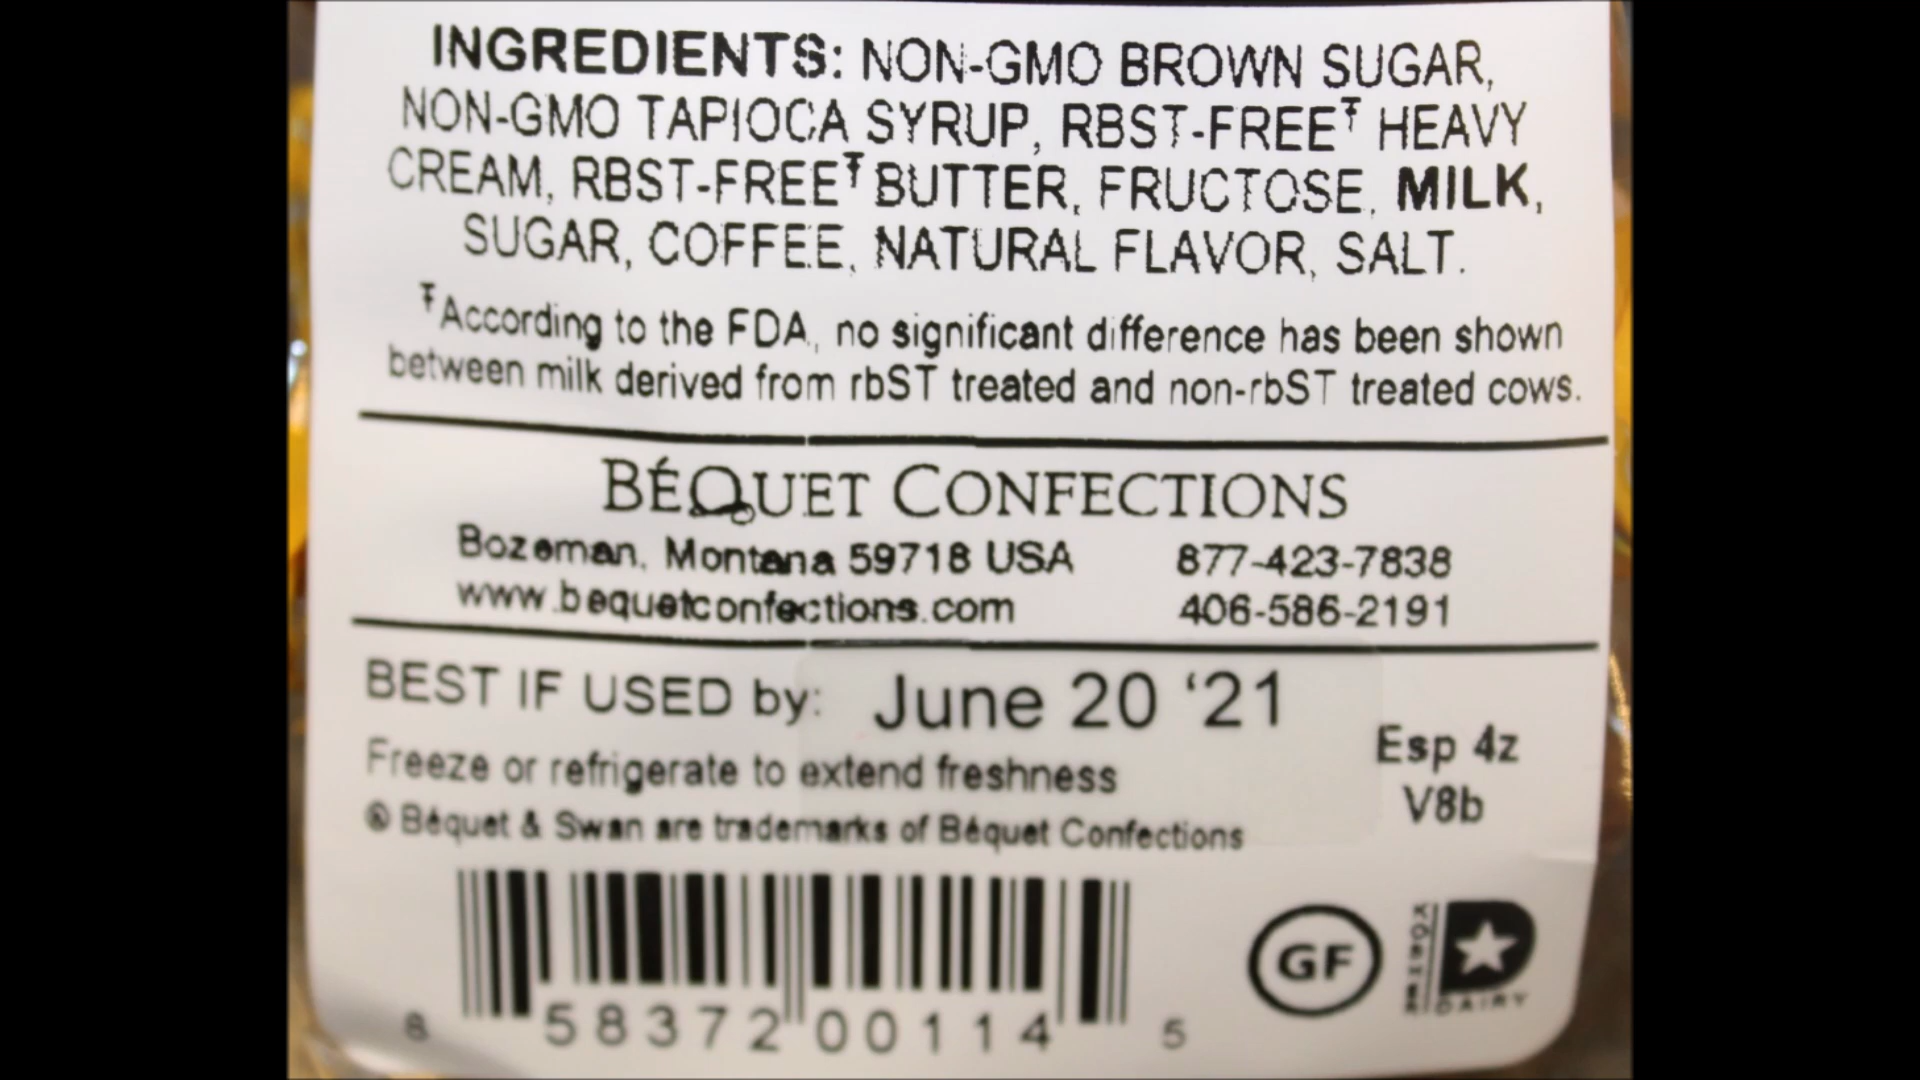 INGREDIENTS: NON-GMO BROWN SUGAR,
NON-GMO TAPIOCA SYRUP, RBST-FREEŦ HEAVY
CREAM, RBST-FREEŦ BUTTER, FRUCTOSE, MILK,
SUGAR, COFFEE, NATURAL FLAVOR, SALT.
ŦAccording to the FDA, no significant difference has been shown
between milk derived from rbST treated and non-rbST treated cows.
BÉQUET CONFECTIONS
Bozeman, Montana 59718 USA 877-423-7838
www.bequetconfections.com 406-586-2191
BEST IF USED by: June 20 ‘21
Freeze or refrigerate to extend freshness
Esp 4z
V8b
® Béquet & Swan are trademarks of Béquet Confections
8 58372 00114 5
GF
D
DAIRY